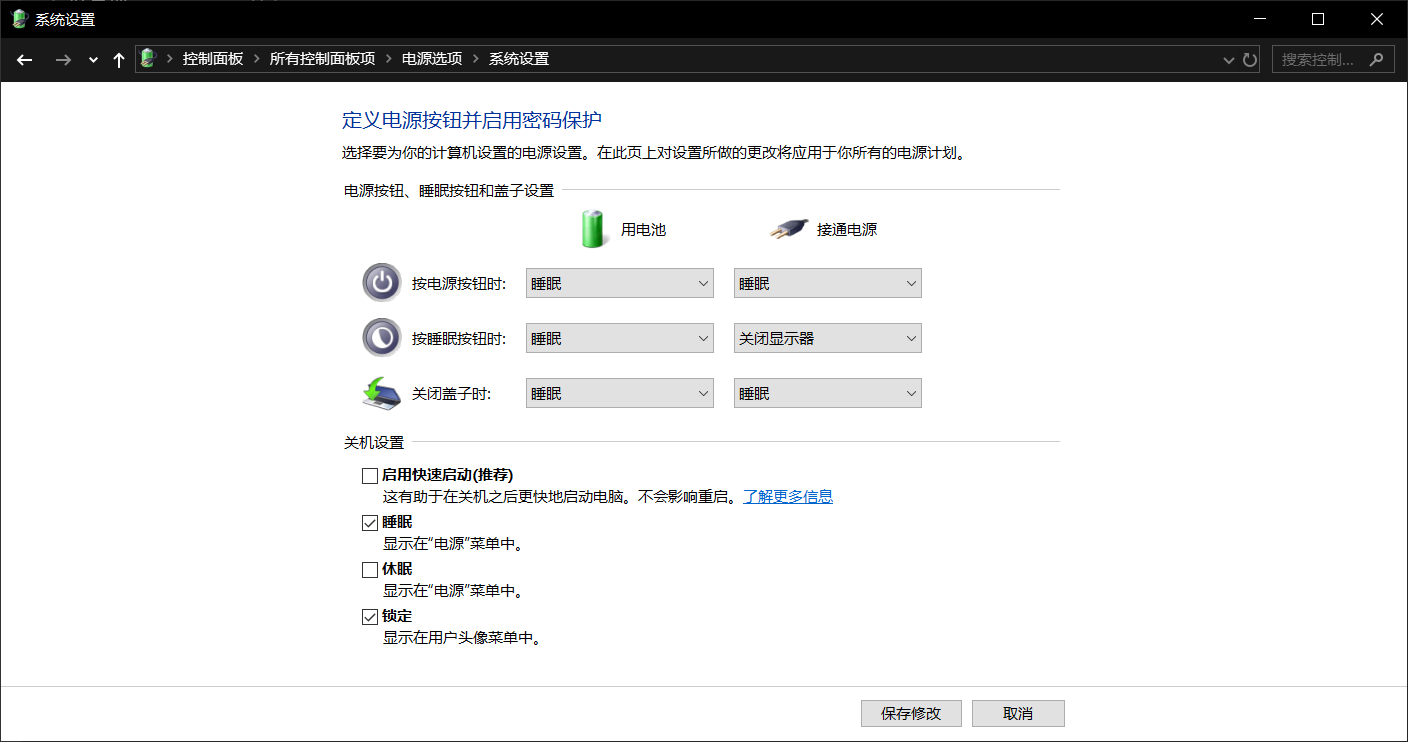 系统设置
控制面板 > 所有控制面板项 > 电源选项 > 系统设置
搜索控制...
定义电源按钮并启用密码保护
选择要为你的计算机设置的电源设置。在此页上对设置所做的更改将应用于你所有的电源计划。
电源按钮、睡眠按钮和盖子设置
用电池 接通电源
按电源按钮时: 睡眠 睡眠
按睡眠按钮时: 睡眠 关闭显示器
关闭盖子时: 睡眠 睡眠
关机设置
启用快速启动(推荐)
这有助于在关机之后更快地启动电脑。不会影响重启。了解更多信息
睡眠
显示在“电源”菜单中。
休眠
显示在“电源”菜单中。
锁定
显示在用户头像菜单中。
保存修改 取消